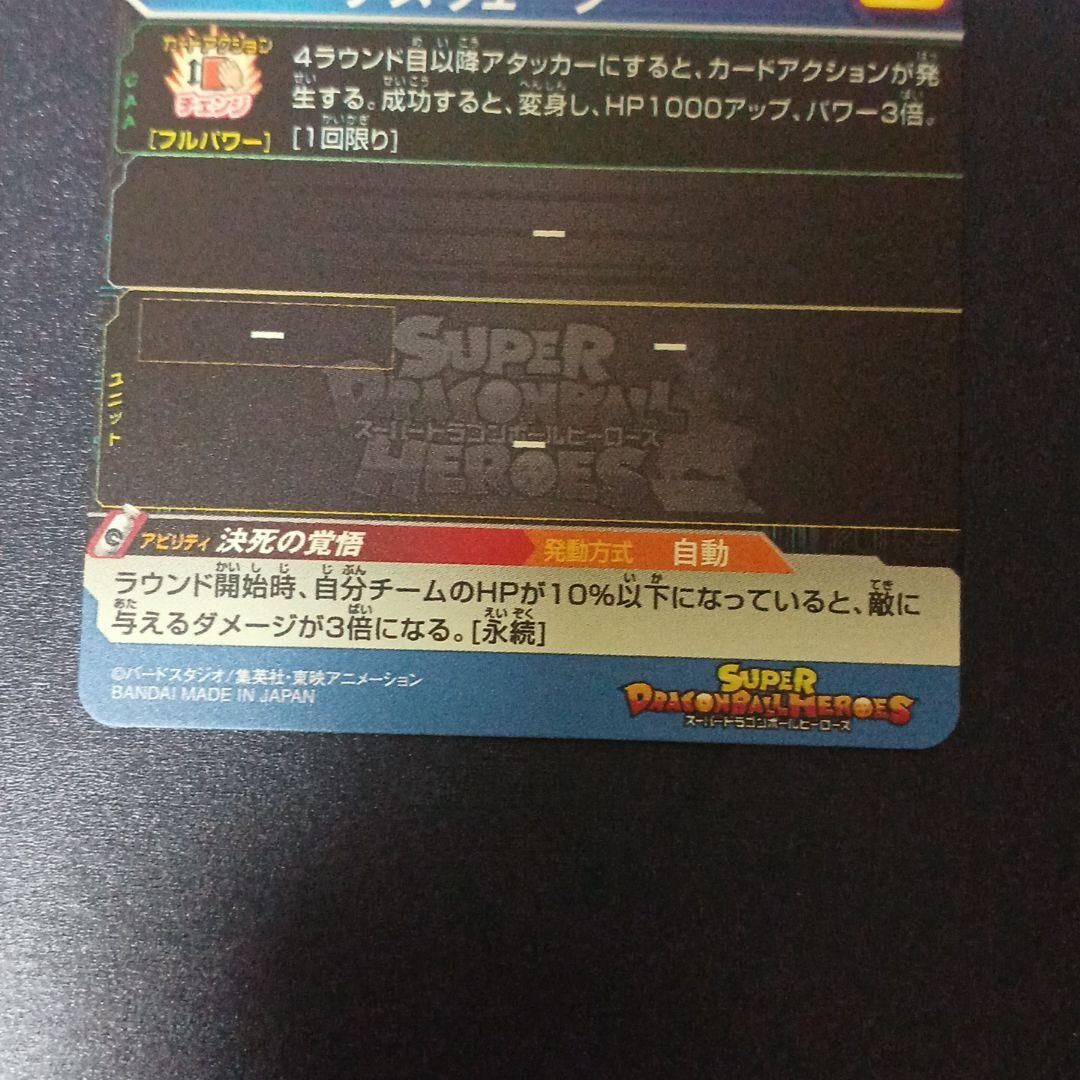 カードアクション
チェンジ
[フルパワー]
CAA
4ラウンド目以降アタッカーにすると、カードアクションが発
生する。成功すると、変身し、HP1000アップ、パワー3倍。
[1回限り]
ー
ー
ー
ー
ユニット
SUPER
DRAGONBALL
スーパードラゴンボールヒーローズ
HEROES
アビリティ 決死の覚悟 発動方式 自動
ラウンド開始時、自分チームのHPが10%以下になっていると、敵に
与えるダメージが3倍になる。[永続]
©バードスタジオ/集英社・東映アニメーション
BANDAI MADE IN JAPAN
SUPER
DRAGONBALL HEROES
スーパードラゴンボールヒーローズ